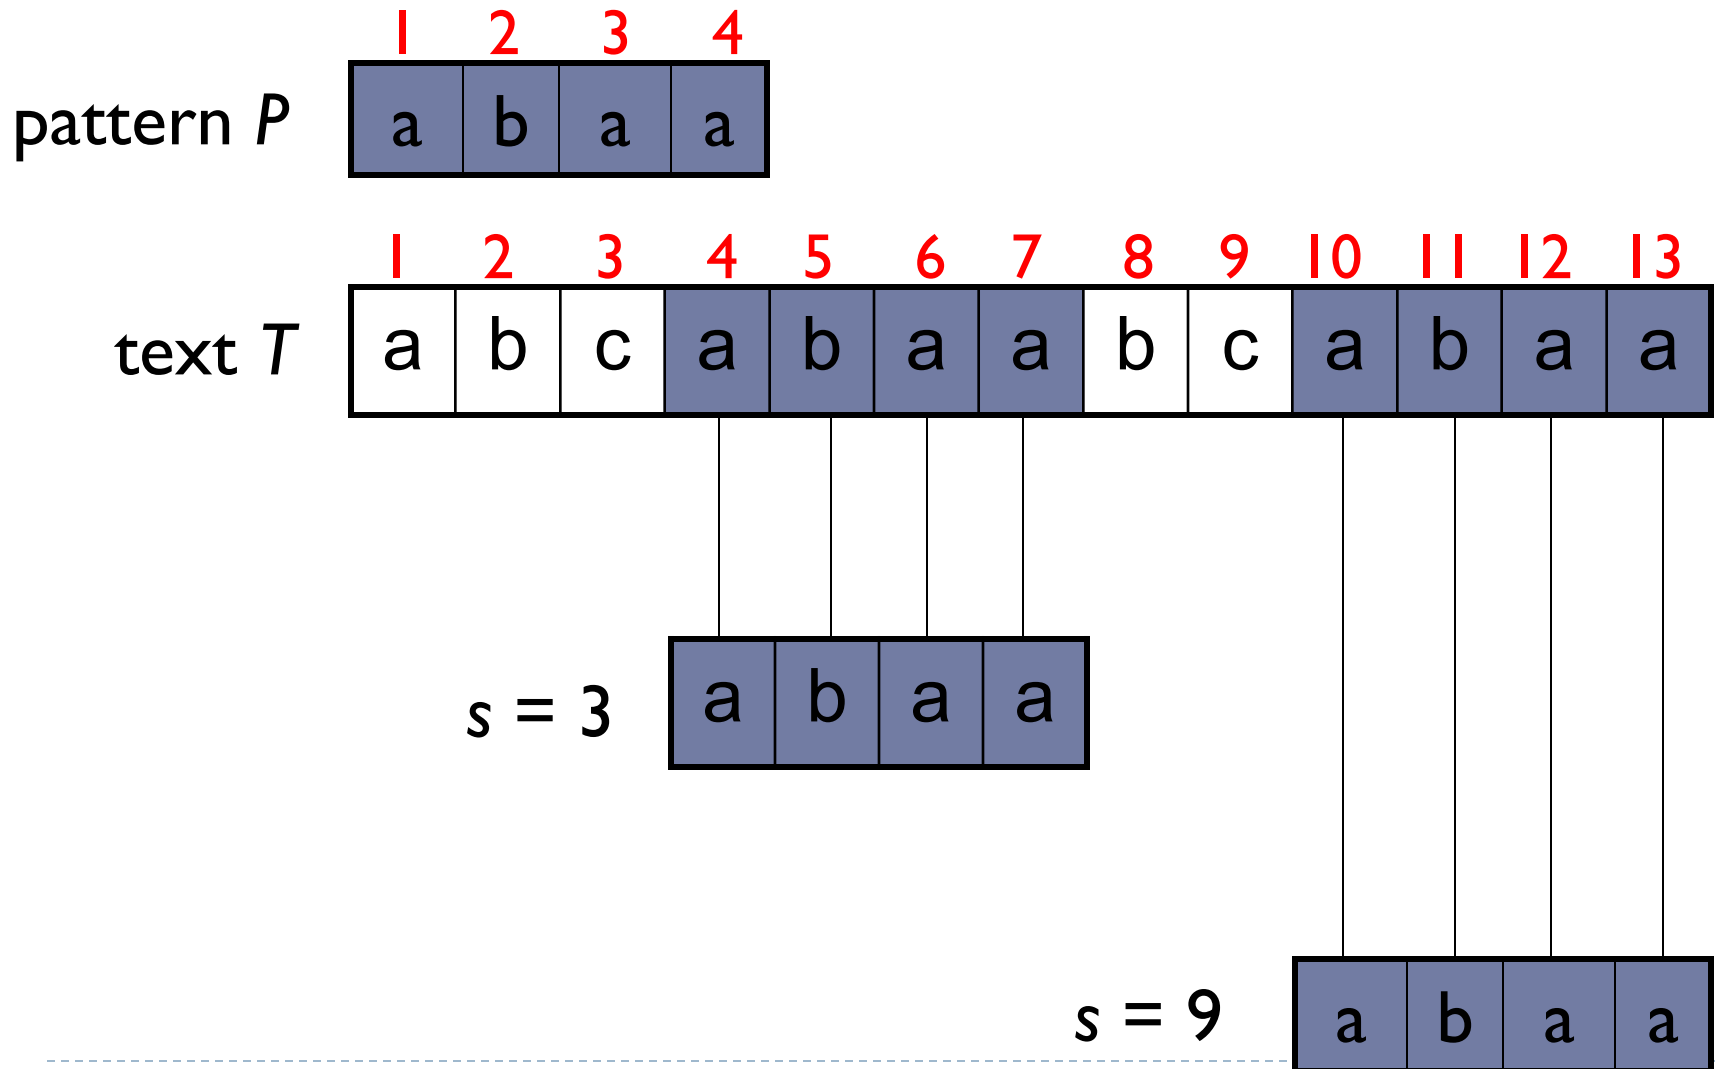 1 2 3 4
pattern P a b a a
1 2 3 4 5 6 7 8 9 10 11 12 13
text T a b c a b a a b c a b a a
s = 3 a b a a
s = 9 a b a a